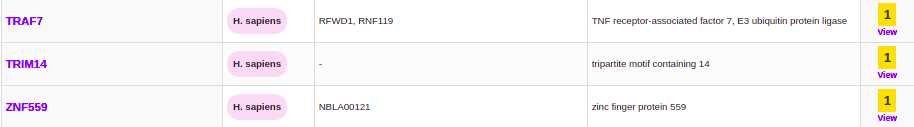 TRAF7 H. sapiens RFWD1, RNF119 TNF receptor-associated factor 7, E3 ubiquitin protein ligase 1
View
TRIM14 H. sapiens - tripartite motif containing 14 1
View
ZNF559 H. sapiens NBLA00121 zinc finger protein 559 1
View